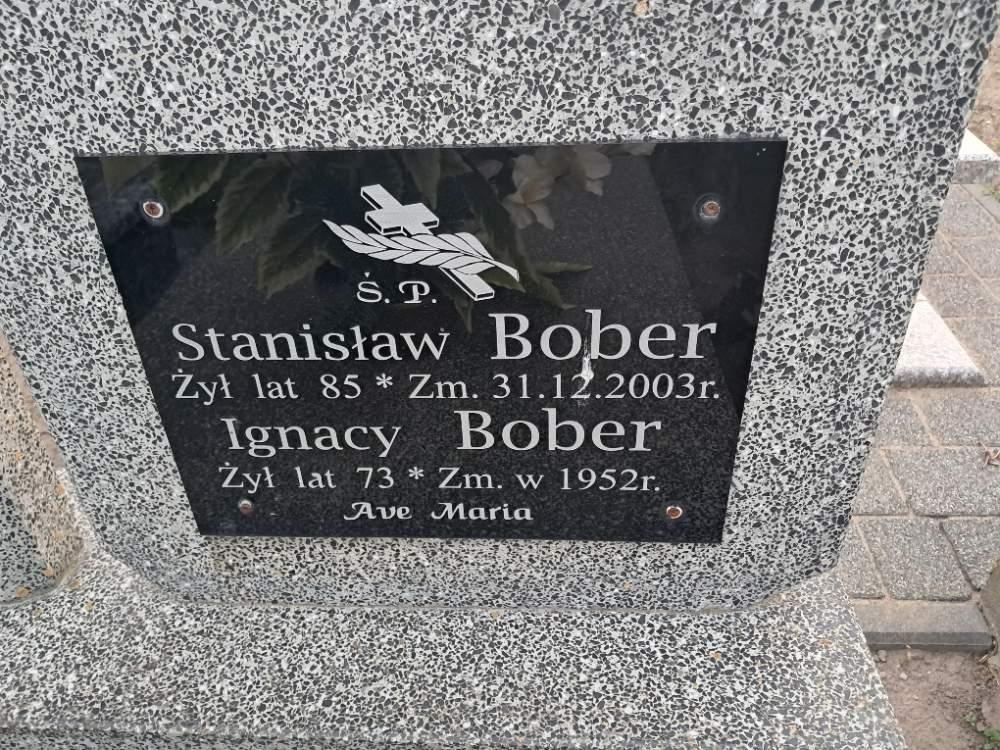 Ś.P.
Stanisław Bober
Żył lat 85 * Zm. 31.12.2003r.
Ignacy Bober
Żył lat 73 * Zm. w 1952r.
Ave Maria